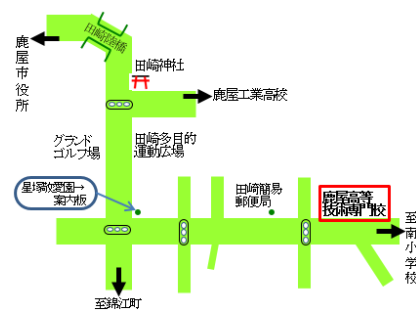 鹿屋市役所
田崎陸橋
田崎神社
鹿屋工業高校
グランド
ゴルフ場
田崎多目的
運動広場
星塚敬愛園→
案内板
田崎簡易
郵便局
鹿屋高等
技術専門校
至南小学校
至錦江町